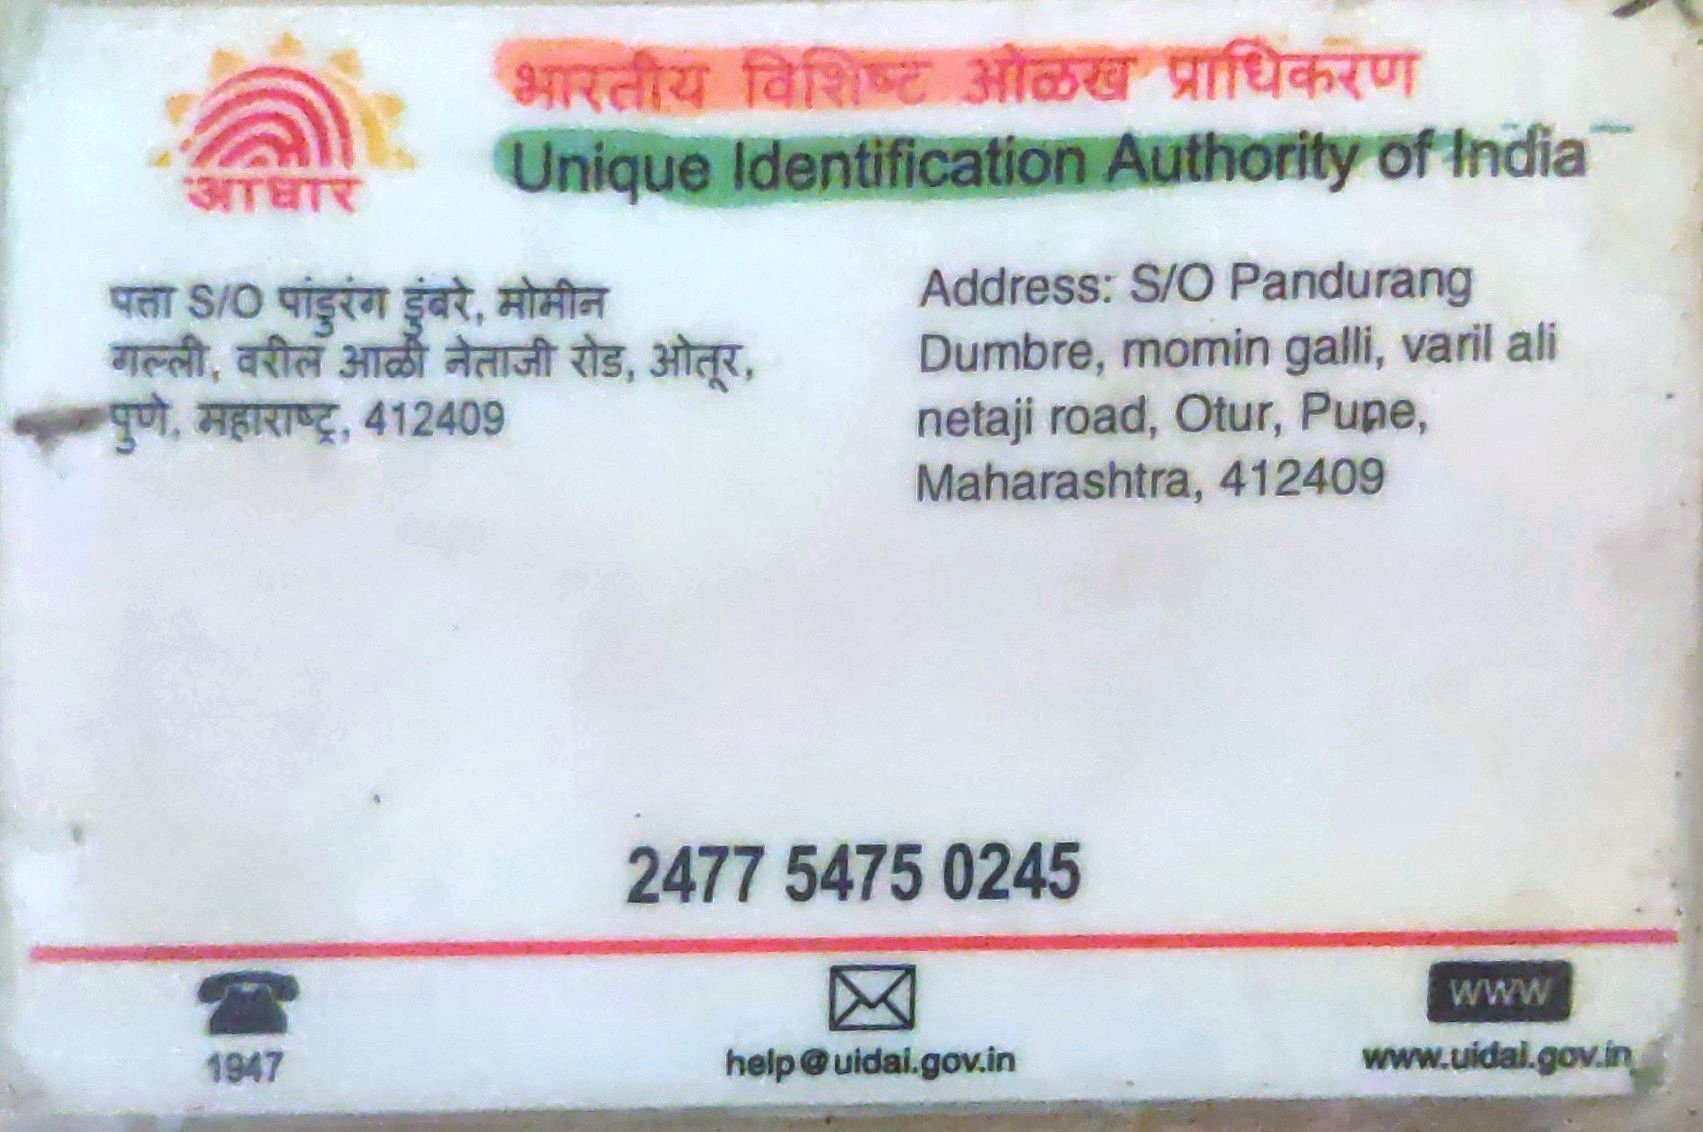 आधार
भारतीय विशिष्ट ओळख प्राधिकरण
Unique Identification Authority of India
पत्ता S/O पांडुरंग डुंबरे, मोमीन
गल्ली, वरील आळी नेताजी रोड, ओतूर,
पुणे, महाराष्ट्र, 412409
Address: S/O Pandurang
Dumbre, momin galli, varil ali
netaji road, Otur, Pune,
Maharashtra, 412409
2477 5475 0245
1947
help@uidai.gov.in
WWW
www.uidai.gov.in